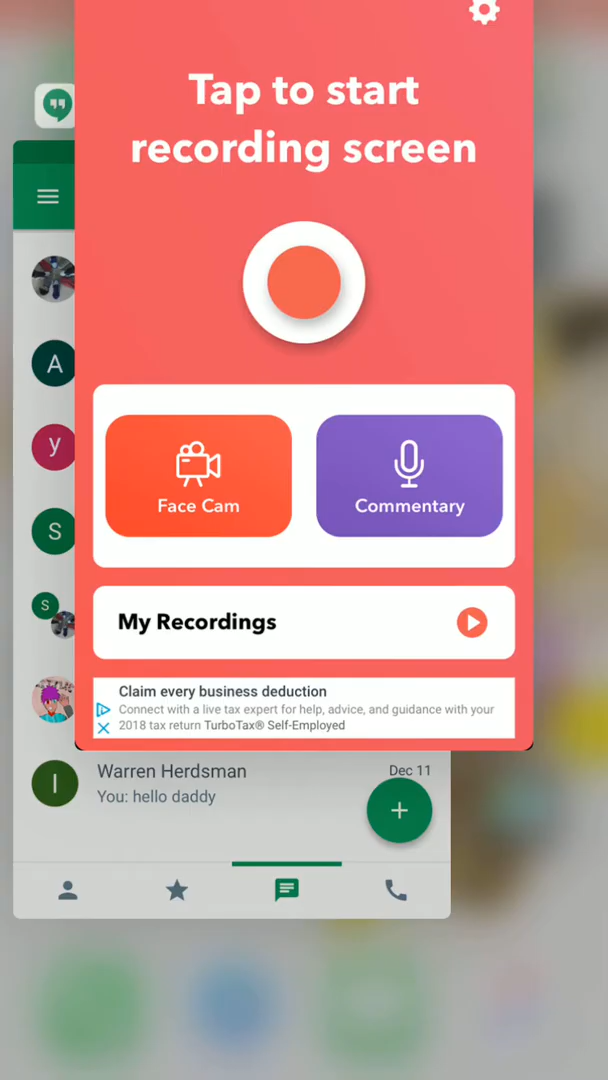 Tap to start
recording screen
A
y
S
S
Face Cam
Commentary
My Recordings
Claim every business deduction
Connect with a live tax expert for help, advice, and guidance with your
2018 tax return TurboTax® Self-Employed
I
Warren Herdsman
Dec 11
You: hello daddy